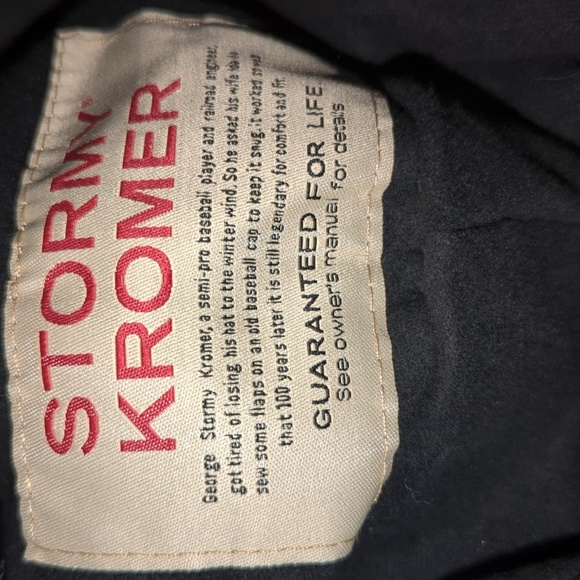 STORMY®
KROMER
George Stormy Kromer, a semi-pro baseball player and railroad engineer,
got tired of losing his hat to the winter wind. So he asked his wife Ida to
sew some flaps on an old baseball cap to keep it snug. it worked so well
that 100 years later it is still legendary for comfort and fit.
GUARANTEED FOR LIFE
See owner's manual for details